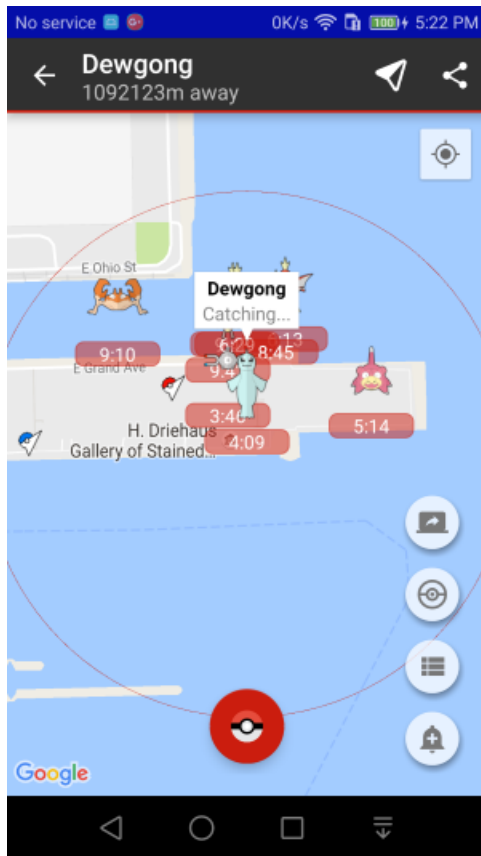 No service
0K/s
100
5:22 PM
Dewgong
1092123m away
E Ohio St
Dewgong
Catching...
9:10
8:45
E Grand Ave
3:46
5:14
H. Driehaus
4:09
Gallery of Stained...
Google